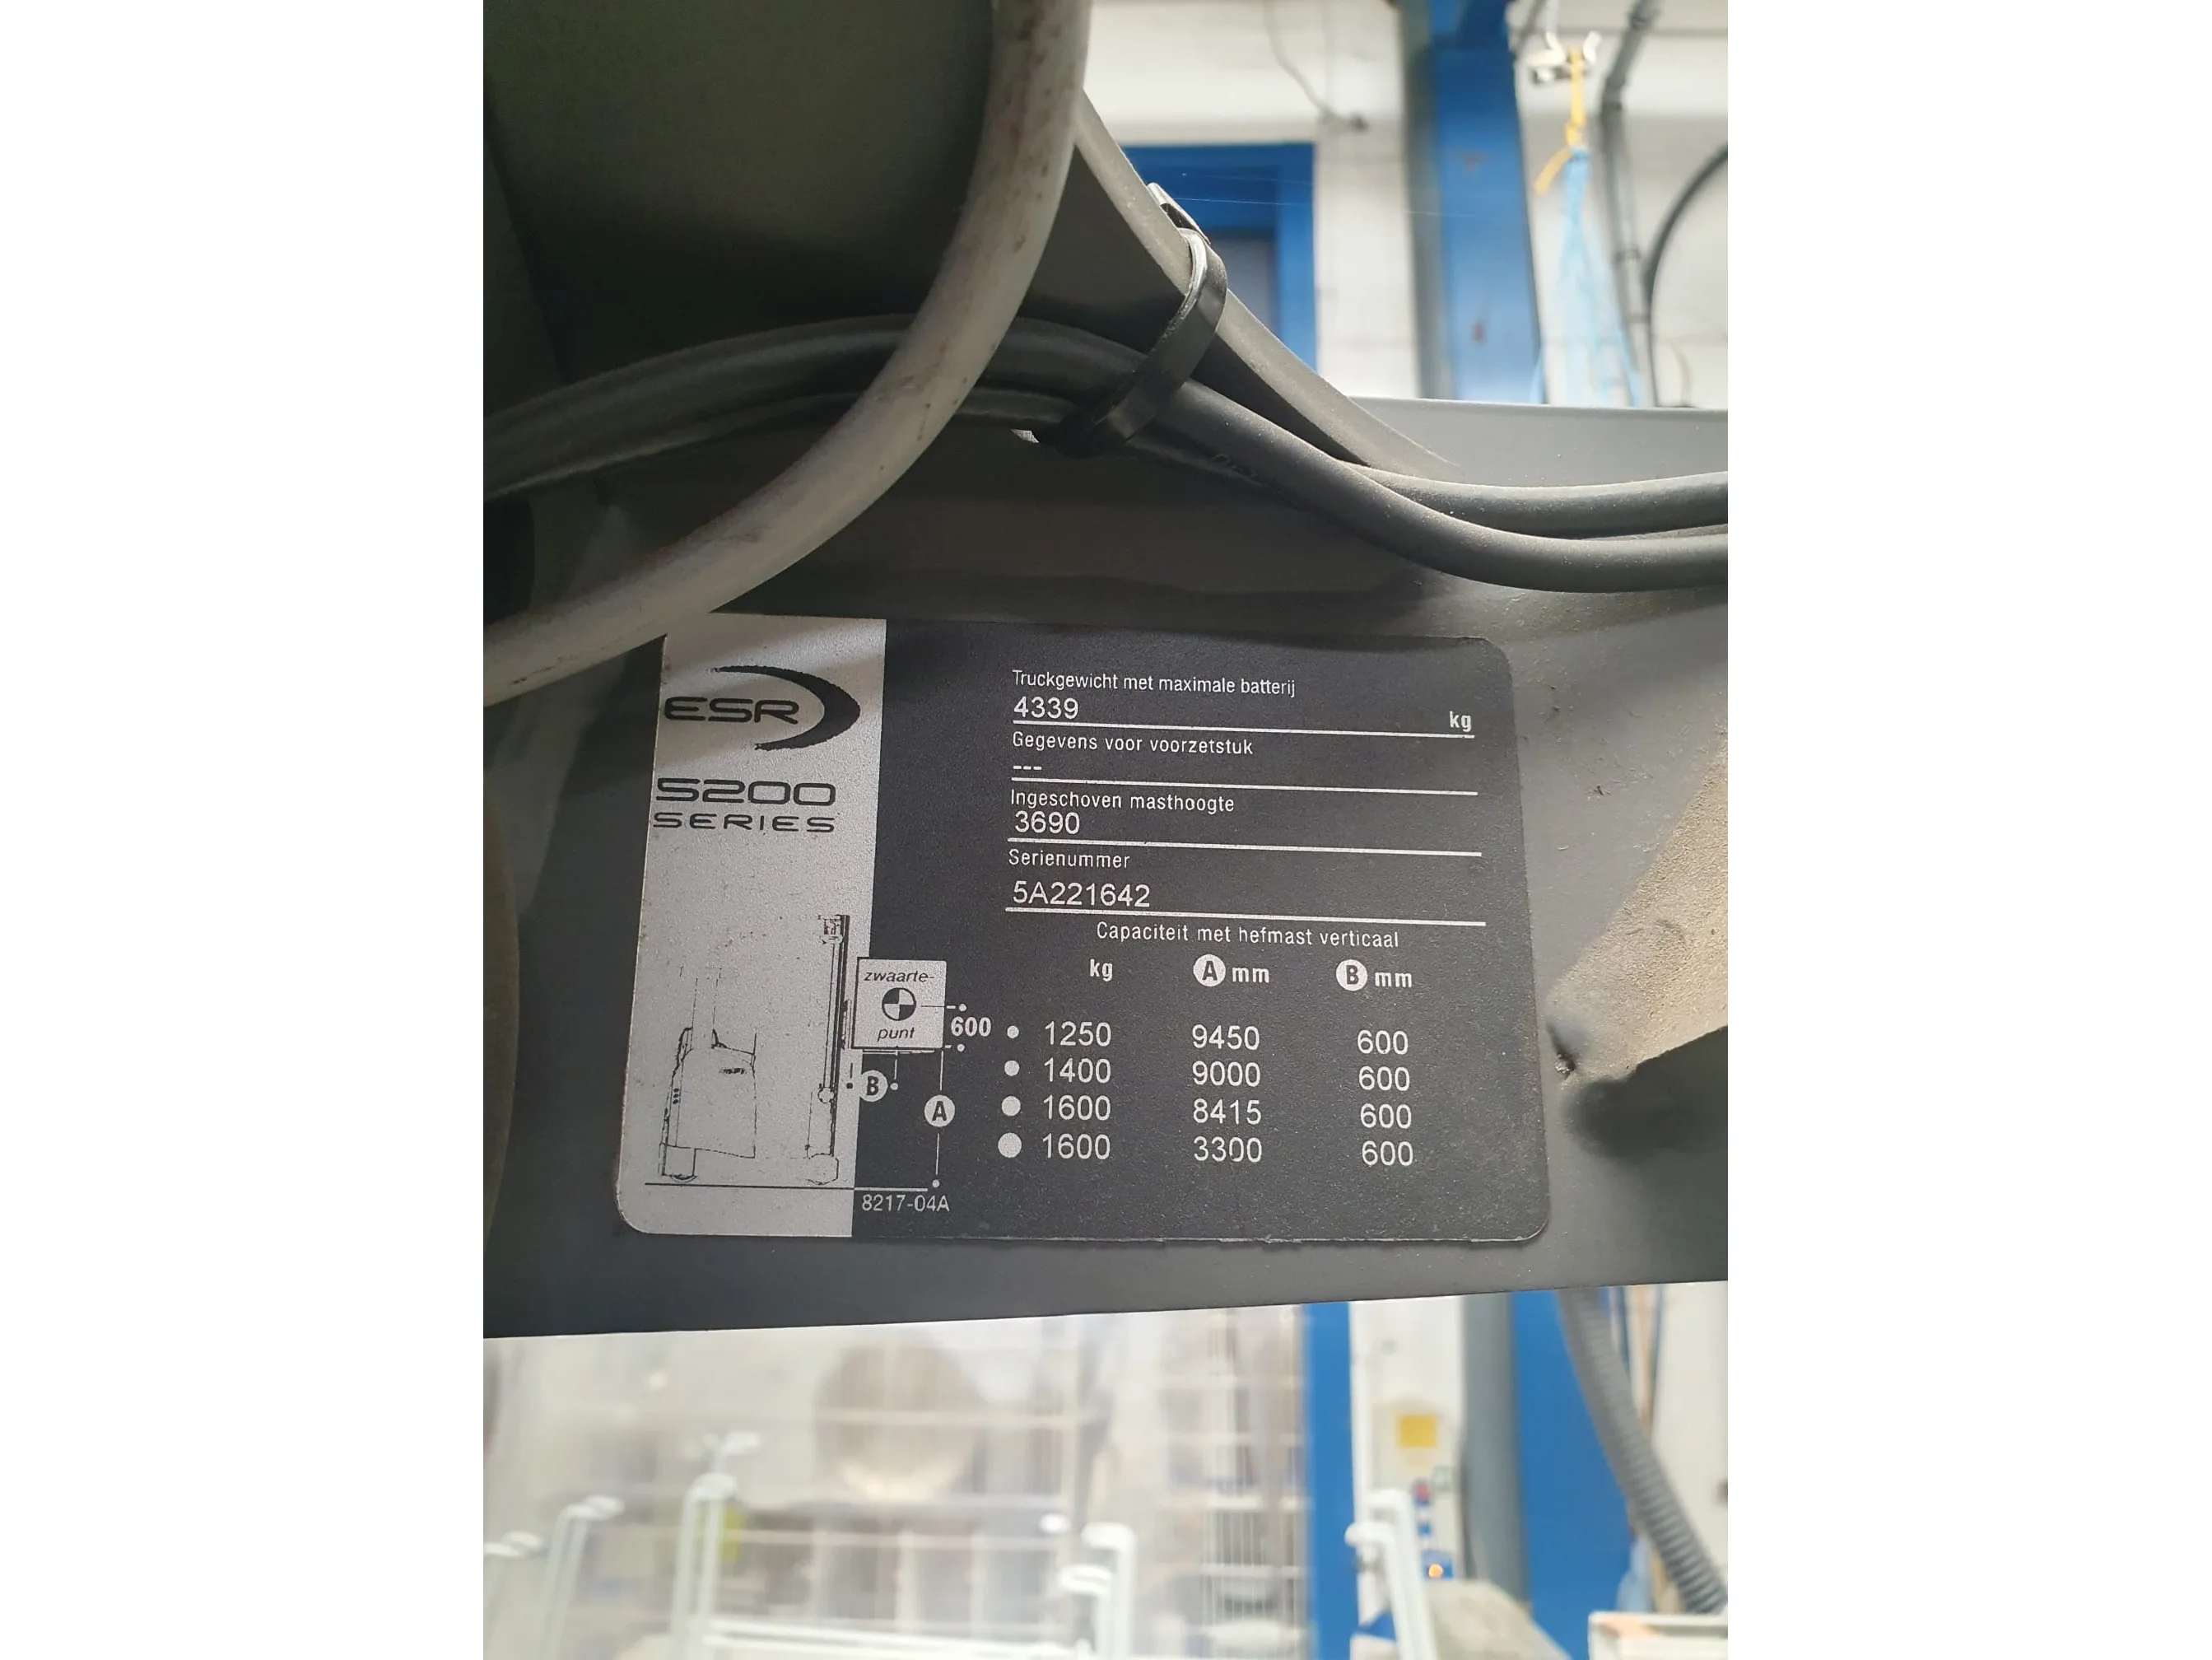 ESR
5200
SERIES
Truckgewicht met maximale batterij
4339 kg
Gegevens voor voorzetstuk
---
Ingeschoven masthoogte
3690
Serienummer
5A221642
Capaciteit met hefmast verticaal
kg A mm B mm
1250 9450 600
1400 9000 600
1600 8415 600
1600 3300 600
zwaarte-
punt
600
B
A
8217-04A